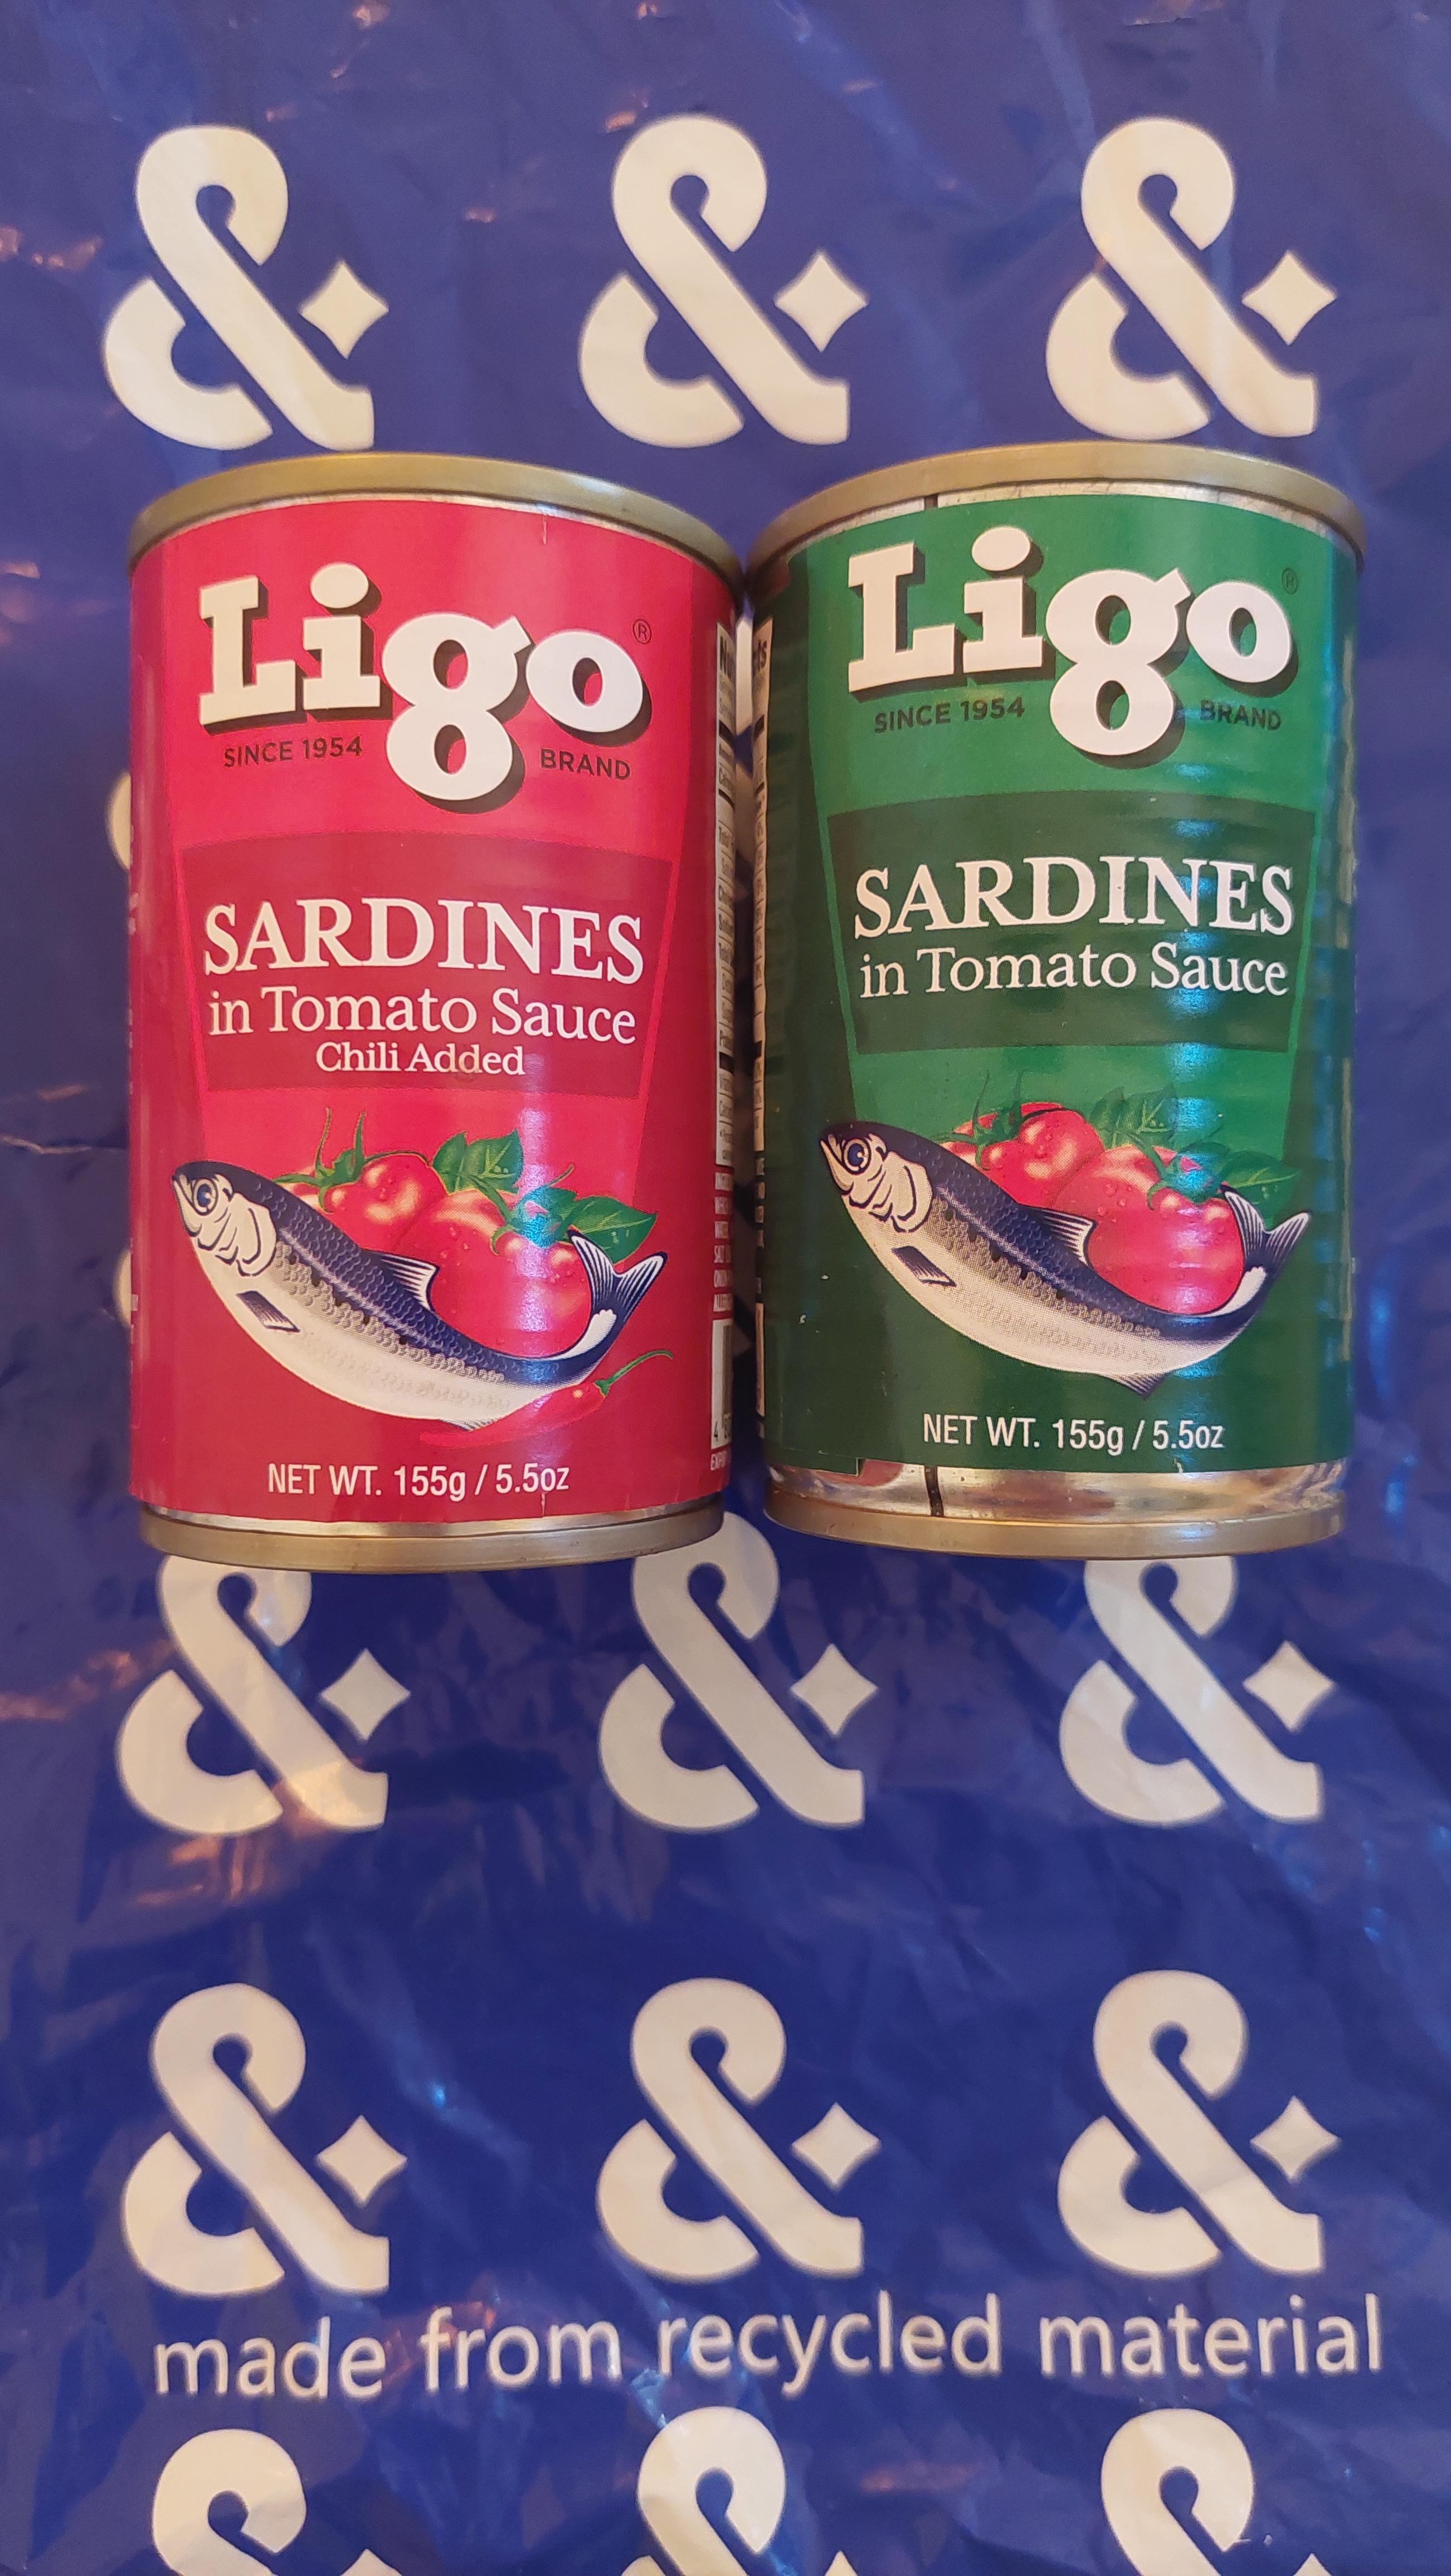 & & &
Ligo®
SINCE 1954 BRAND
SARDINES
in Tomato Sauce
Chili Added
NET WT. 155g / 5.5oz
Ligo®
SINCE 1954 BRAND
SARDINES
in Tomato Sauce
NET WT. 155g / 5.5oz
& & &
& & &
made from recycled material
& & &